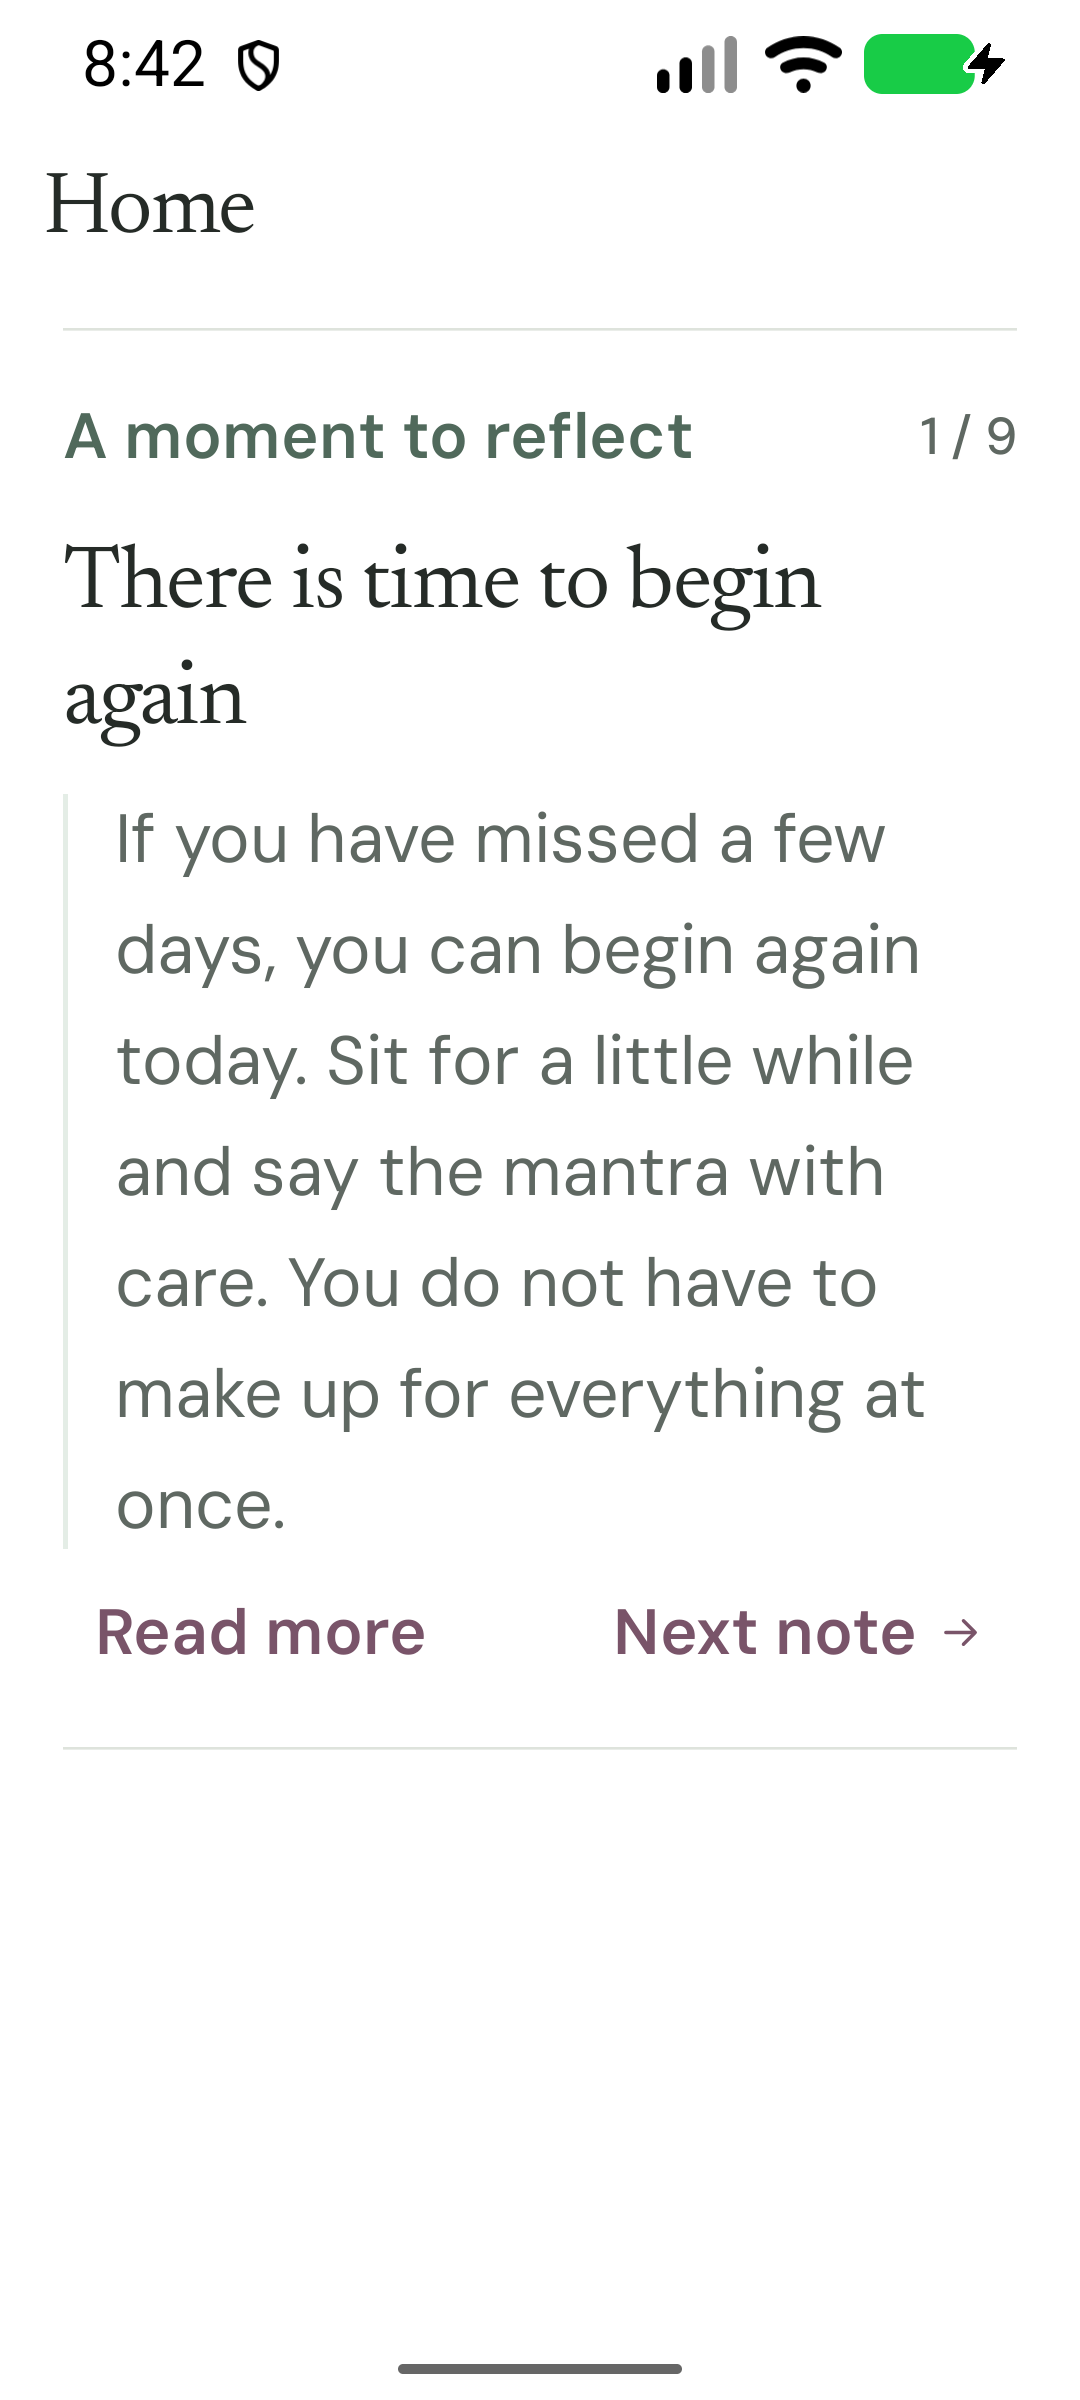 8:42
Home
A moment to reflect
1 / 9
There is time to begin
again
If you have missed a few
days, you can begin again
today. Sit for a little while
and say the mantra with
care. You do not have to
make up for everything at
once.
Read more
Next note →